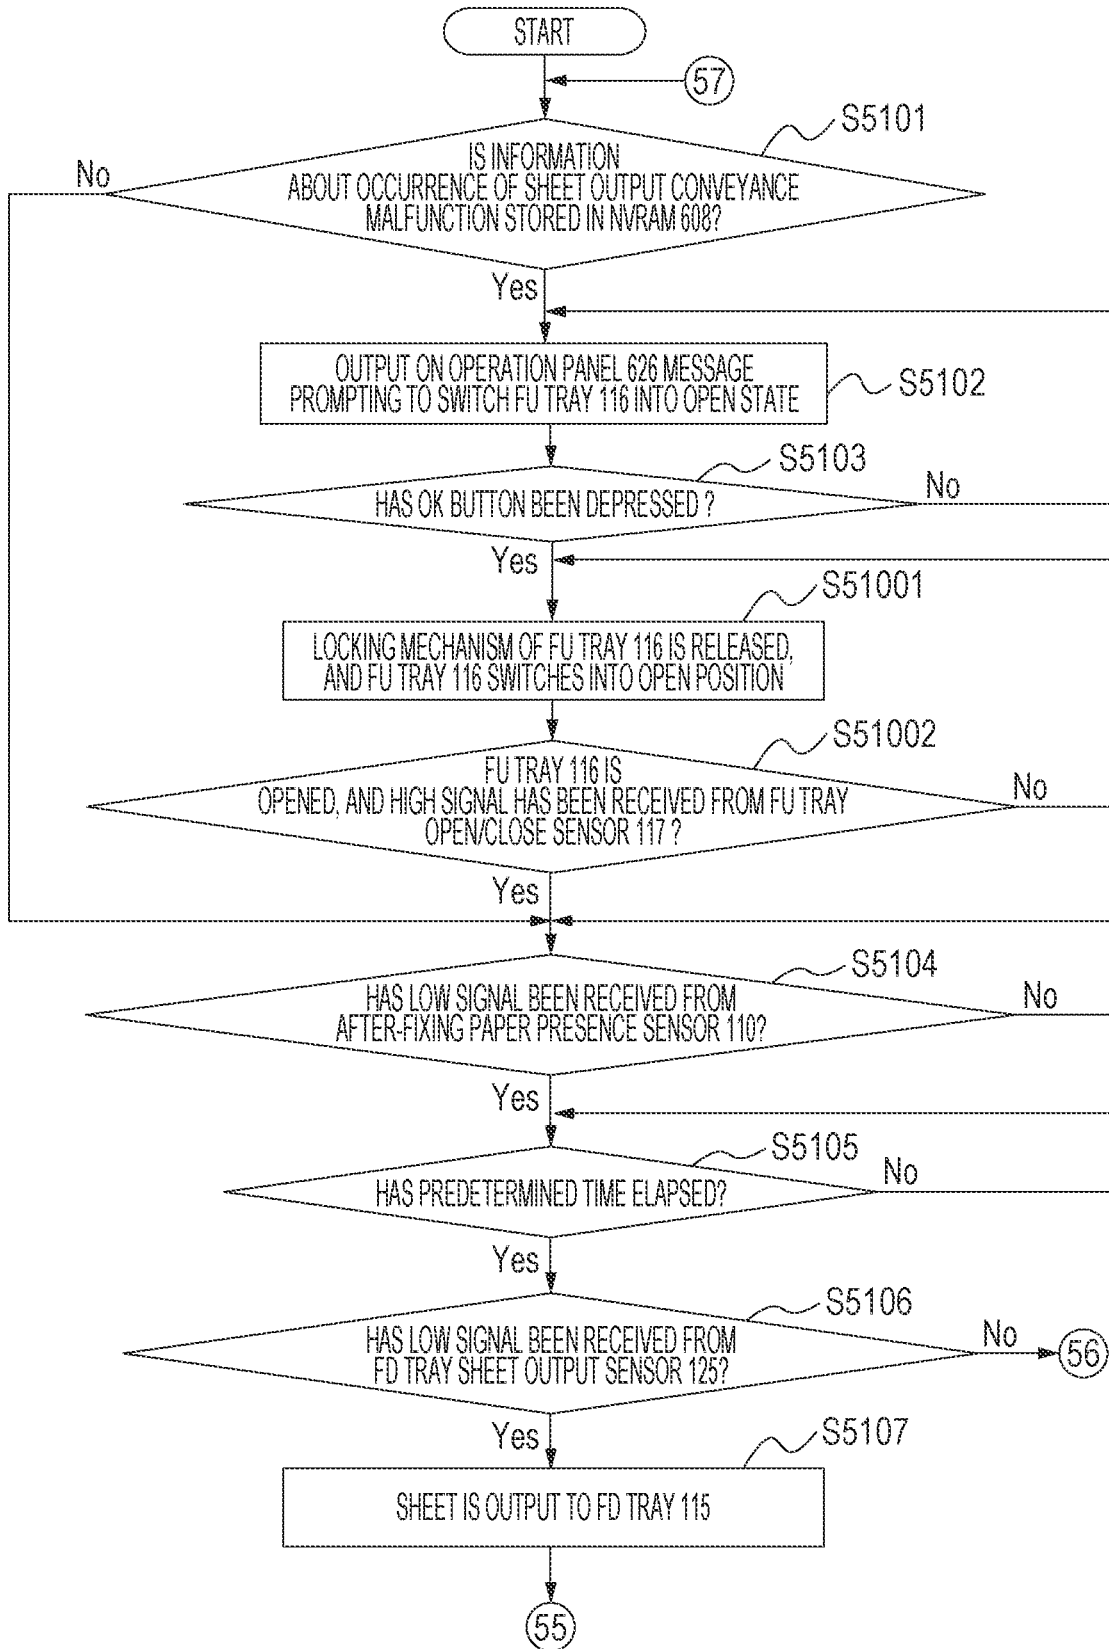 START
57
S5101
No
IS INFORMATION
ABOUT OCCURRENCE OF SHEET OUTPUT CONVEYANCE
MALFUNCTION STORED IN NVRAM 608?
Yes
OUTPUT ON OPERATION PANEL 626 MESSAGE
PROMPTING TO SWITCH FU TRAY 116 INTO OPEN STATE
S5102
S5103
HAS OK BUTTON BEEN DEPRESSED ?
No
Yes
S51001
LOCKING MECHANISM OF FU TRAY 116 IS RELEASED,
AND FU TRAY 116 SWITCHES INTO OPEN POSITION
S51002
FU TRAY 116 IS
OPENED, AND HIGH SIGNAL HAS BEEN RECEIVED FROM FU TRAY
OPEN/CLOSE SENSOR 117 ?
No
Yes
S5104
HAS LOW SIGNAL BEEN RECEIVED FROM
AFTER-FIXING PAPER PRESENCE SENSOR 110?
No
Yes
S5105
HAS PREDETERMINED TIME ELAPSED?
No
Yes
S5106
HAS LOW SIGNAL BEEN RECEIVED FROM
FD TRAY SHEET OUTPUT SENSOR 125?
No
56
Yes
S5107
SHEET IS OUTPUT TO FD TRAY 115
55